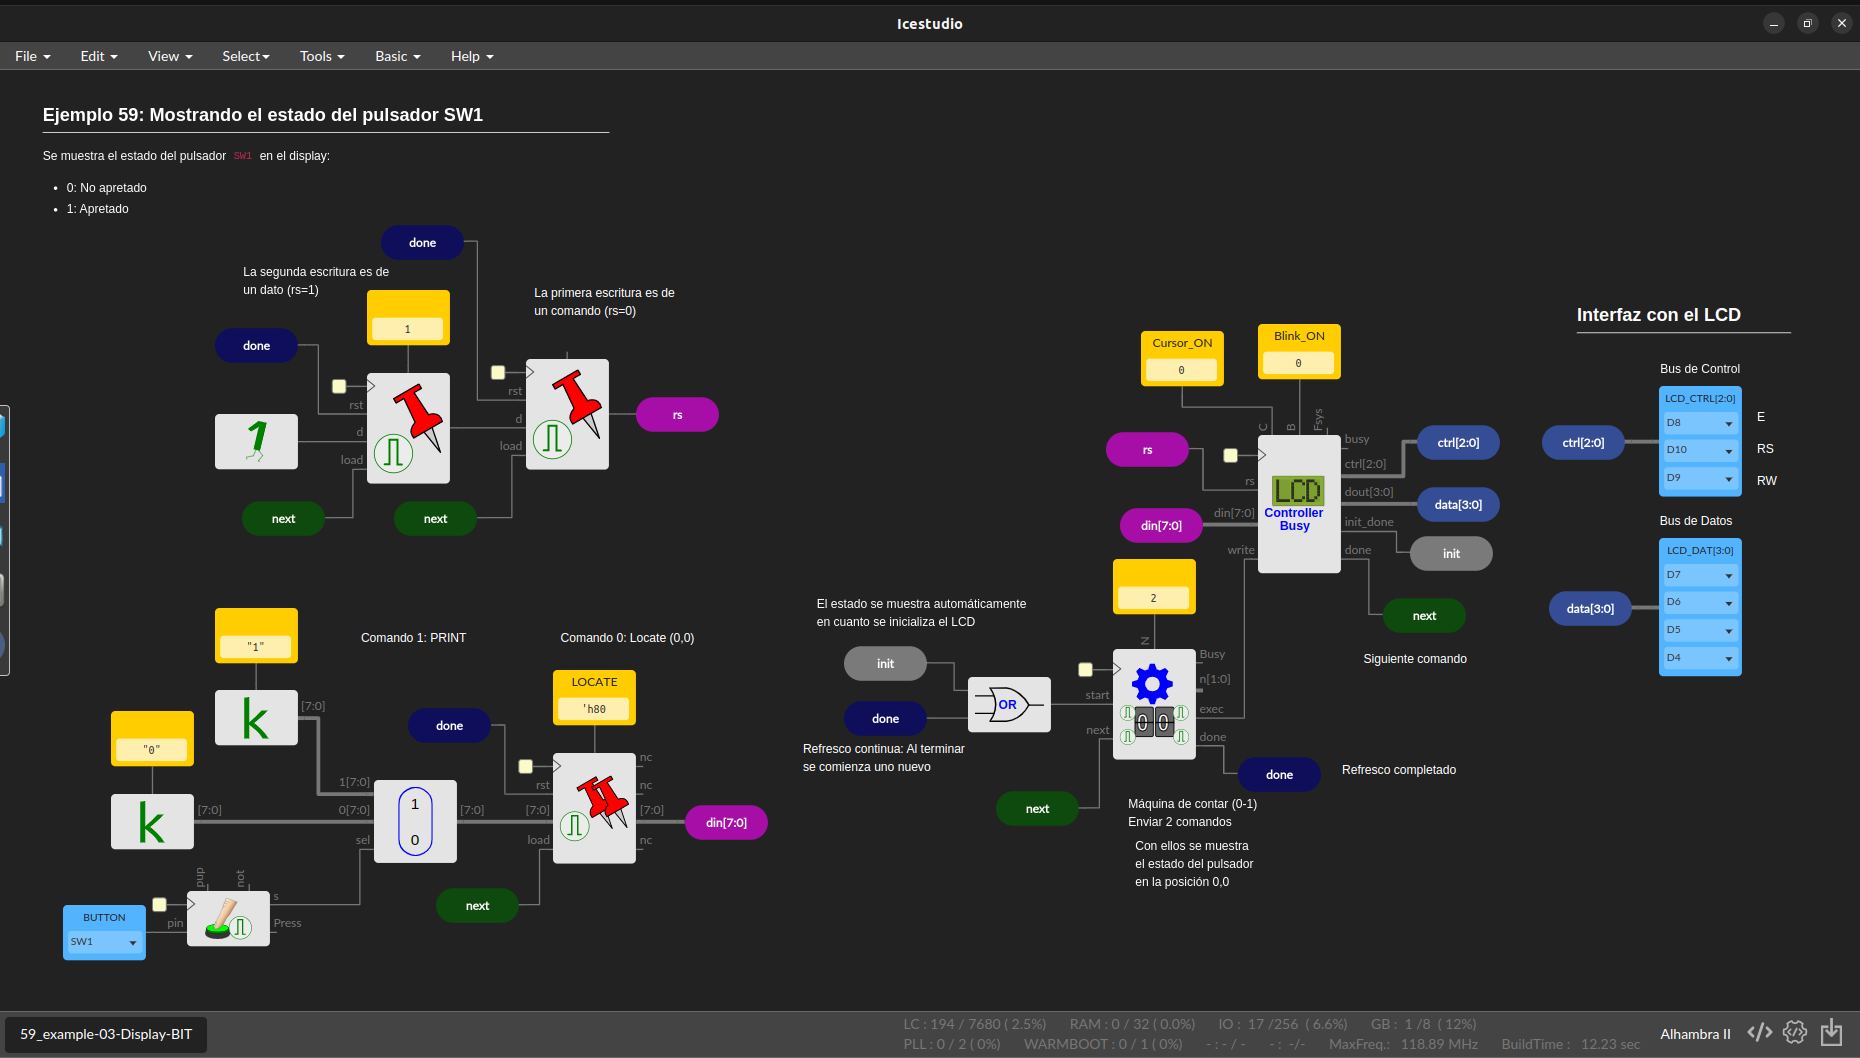 Icestudio
File Edit View Select Tools Basic Help
Ejemplo 59: Mostrando el estado del pulsador SW1
Se muestra el estado del pulsador SW1 en el display:
• 0: No apretado
• 1: Apretado
done
La segunda escritura es de
un dato (rs=1)
1
done
rst
d
load
1
next
La primera escritura es de
un comando (rs=0)
rst
d
load
next
rs
"1"
k
[7:0]
"0"
k
[7:0]
Comando 1: PRINT
Comando 0: Locate (0,0)
LOCATE
'h80
done
1[7:0]
0[7:0]
sel
1
0
[7:0]
rst
[7:0]
load
nc
nc
[7:0]
nc
din[7:0]
next
BUTTON
SW1
pup
not
pin
s
Press
El estado se muestra automáticamente
en cuanto se inicializa el LCD
init
done
OR
Refresco continua: Al terminar
se comienza uno nuevo
next
2
N
start
next
00
Busy
n[1:0]
exec
done
done
Refresco completado
Máquina de contar (0-1)
Enviar 2 comandos
Con ellos se muestra
el estado del pulsador
en la posición 0,0
Cursor_ON
0
Blink_ON
0
C
B
Fsys
rs
din[7:0]
rs
din[7:0]
write
LCD
Controller
Busy
busy
ctrl[2:0]
dout[3:0]
init_done
done
ctrl[2:0]
data[3:0]
init
next
Siguiente comando
Interfaz con el LCD
Bus de Control
ctrl[2:0]
LCD_CTRL[2:0]
D8
D10
D9
E
RS
RW
Bus de Datos
data[3:0]
LCD_DAT[3:0]
D7
D6
D5
D4
59_example-03-Display-BIT
LC : 194 / 7680 ( 2.5%) RAM : 0 / 32 ( 0.0%) IO : 17 /256 ( 6.6%) GB : 1 /8 ( 12%)
PLL : 0 / 2 ( 0%) WARMBOOT : 0 / 1 ( 0%) - : - / - - : -/- MaxFreq.: 118.89 MHz BuildTime : 12.23 sec
Alhambra II